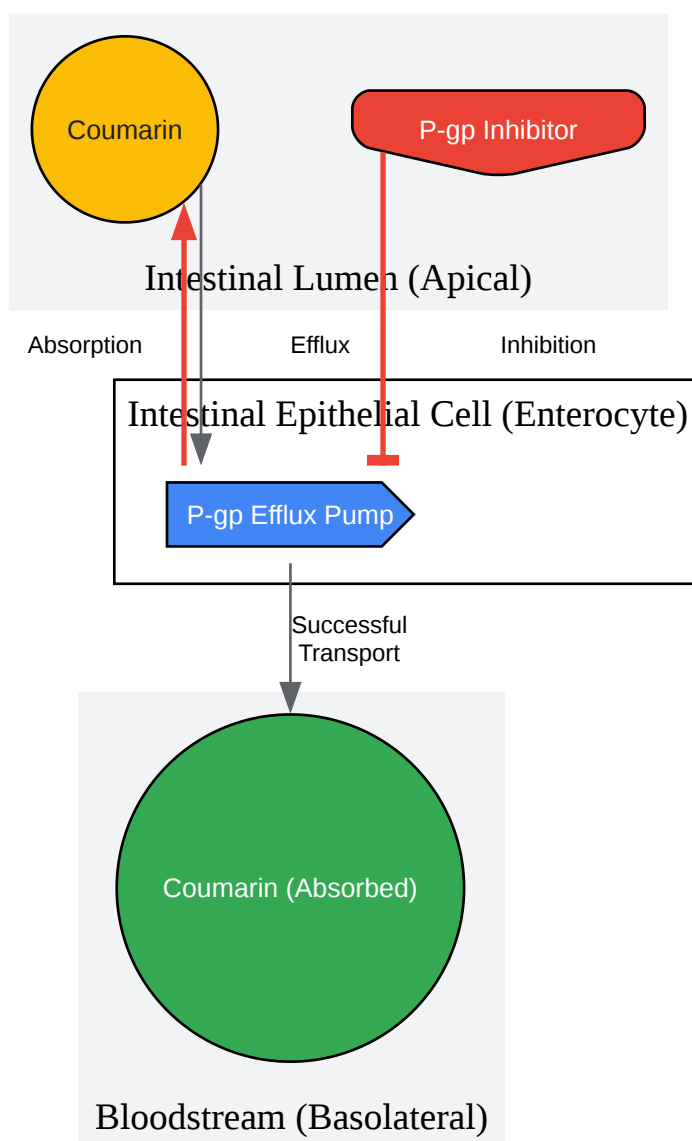 Coumarin
P-gp Inhibitor
Intestinal Lumen (Apical)
Absorption
Efflux
Inhibition
Intestinal Epithelial Cell (Enterocyte)
P-gp Efflux Pump
Successful
Transport
Coumarin (Absorbed)
Bloodstream (Basolateral)